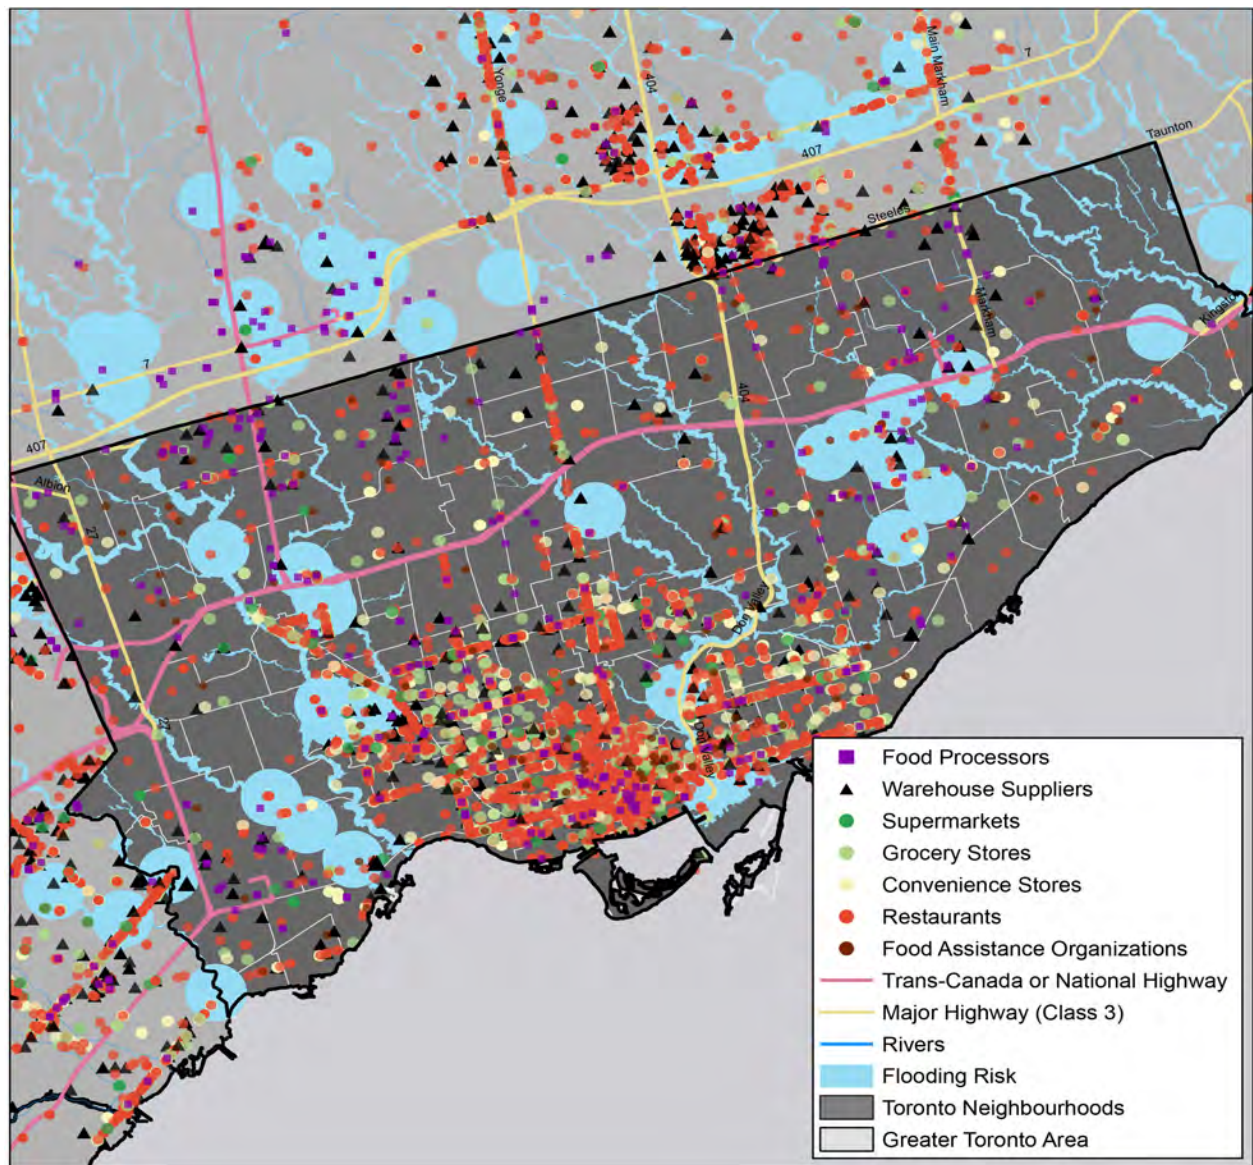 Main Markham
7
Yonge
404
407
Taunton
Steeles
Markham
Kingsto
7
404
407
Albion
27
Don Valley
27
Don Valley
Food Processors
Warehouse Suppliers
Supermarkets
Grocery Stores
Convenience Stores
Restaurants
Food Assistance Organizations
Trans-Canada or National Highway
Major Highway (Class 3)
Rivers
Flooding Risk
Toronto Neighbourhoods
Greater Toronto Area